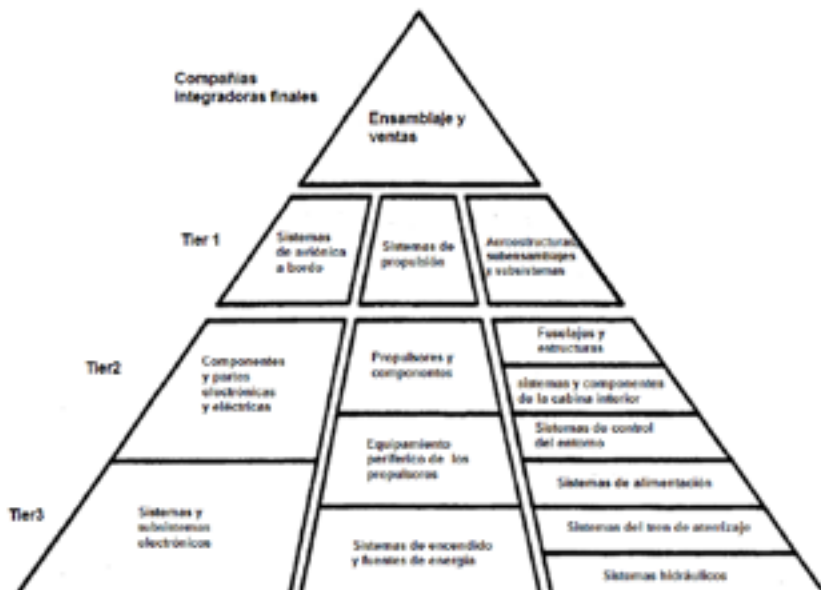 Compañías
integradoras finales
Ensamblaje y
ventas
Tier 1
Sistemas
de aviónica
a bordo
Sistemas de
propulsión
Aeroestructuras,
subensamblajes
y subsistemas
Tier2
Componentes
y partes
electrónicas
y eléctricas
Propulsores y
componentes
Fuselajes y
estructuras
sistemas y componentes
de la cabina interior
Sistemas de control
del entorno
Equipamiento
periférico de los
propulsores
Sistemas de alimentación
Tier3
Sistemas y
subsistemas
electrónicos
Sistemas de encendido
y fuentes de energía
Sistemas del tren de aterrizaje
Sistemas hidráulicos